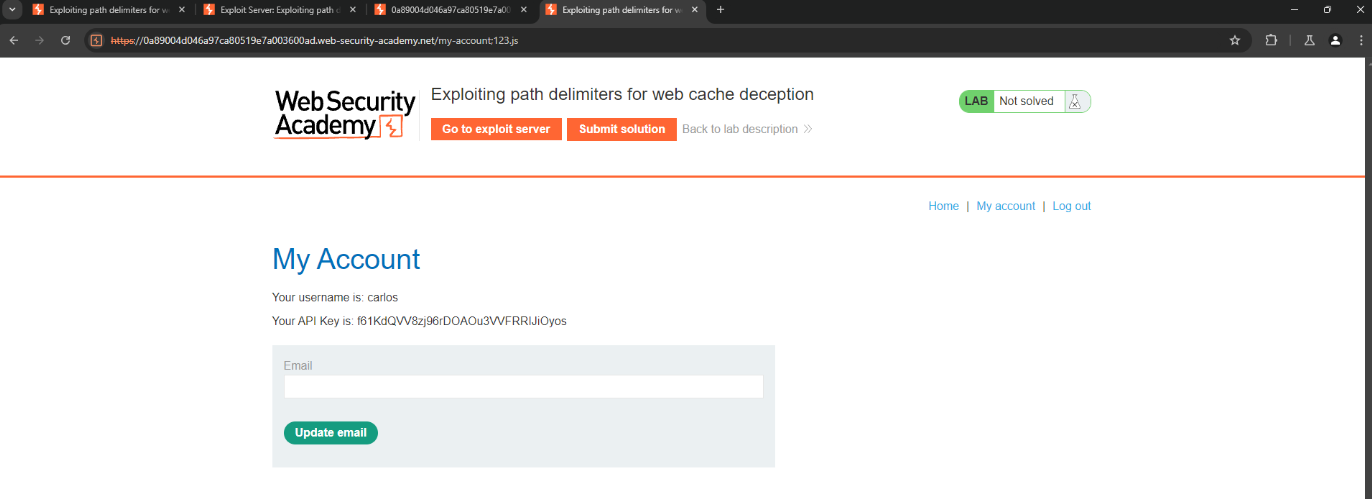 Exploiting path delimiters for w
Exploit Server: Exploiting path d
0a89004d046a97ca80519e7a00
Exploiting path delimiters for w
https://0a89004d046a97ca80519e7a003600ad.web-security-academy.net/my-account;123.js
Web Security
Academy
Exploiting path delimiters for web cache deception
Go to exploit server
Submit solution
Back to lab description
LAB
Not solved
Home | My account | Log out
My Account
Your username is: carlos
Your API Key is: f61KdQVV8zj96rDOAOu3VVFRRIJiOyos
Email
Update email